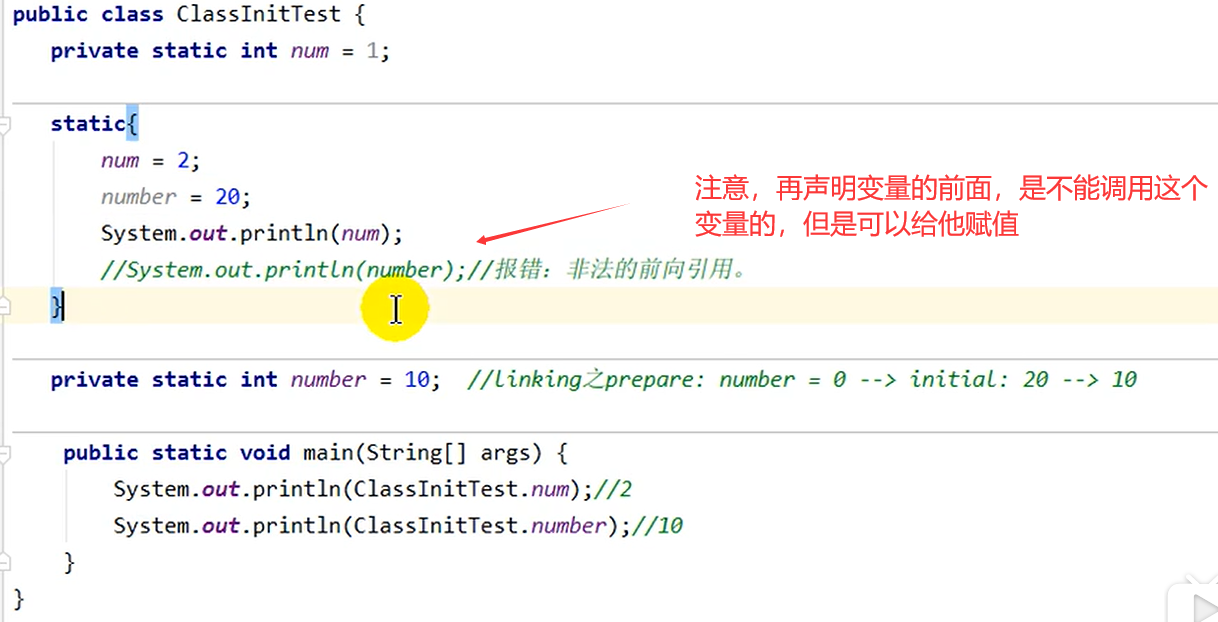 public class ClassInitTest {
private static int num = 1;
static{
num = 2;
number = 20;
注意，再声明变量的前面，是不能调用这个
变量的，但是可以给他赋值
System.out.println(num);
//System.out.println(number);//报错：非法的前向引用。
}
private static int number = 10; //linking之prepare: number = 0 --> initial: 20 --> 10
public static void main(String[] args) {
System.out.println(ClassInitTest.num);//2
System.out.println(ClassInitTest.number);//10
}
}